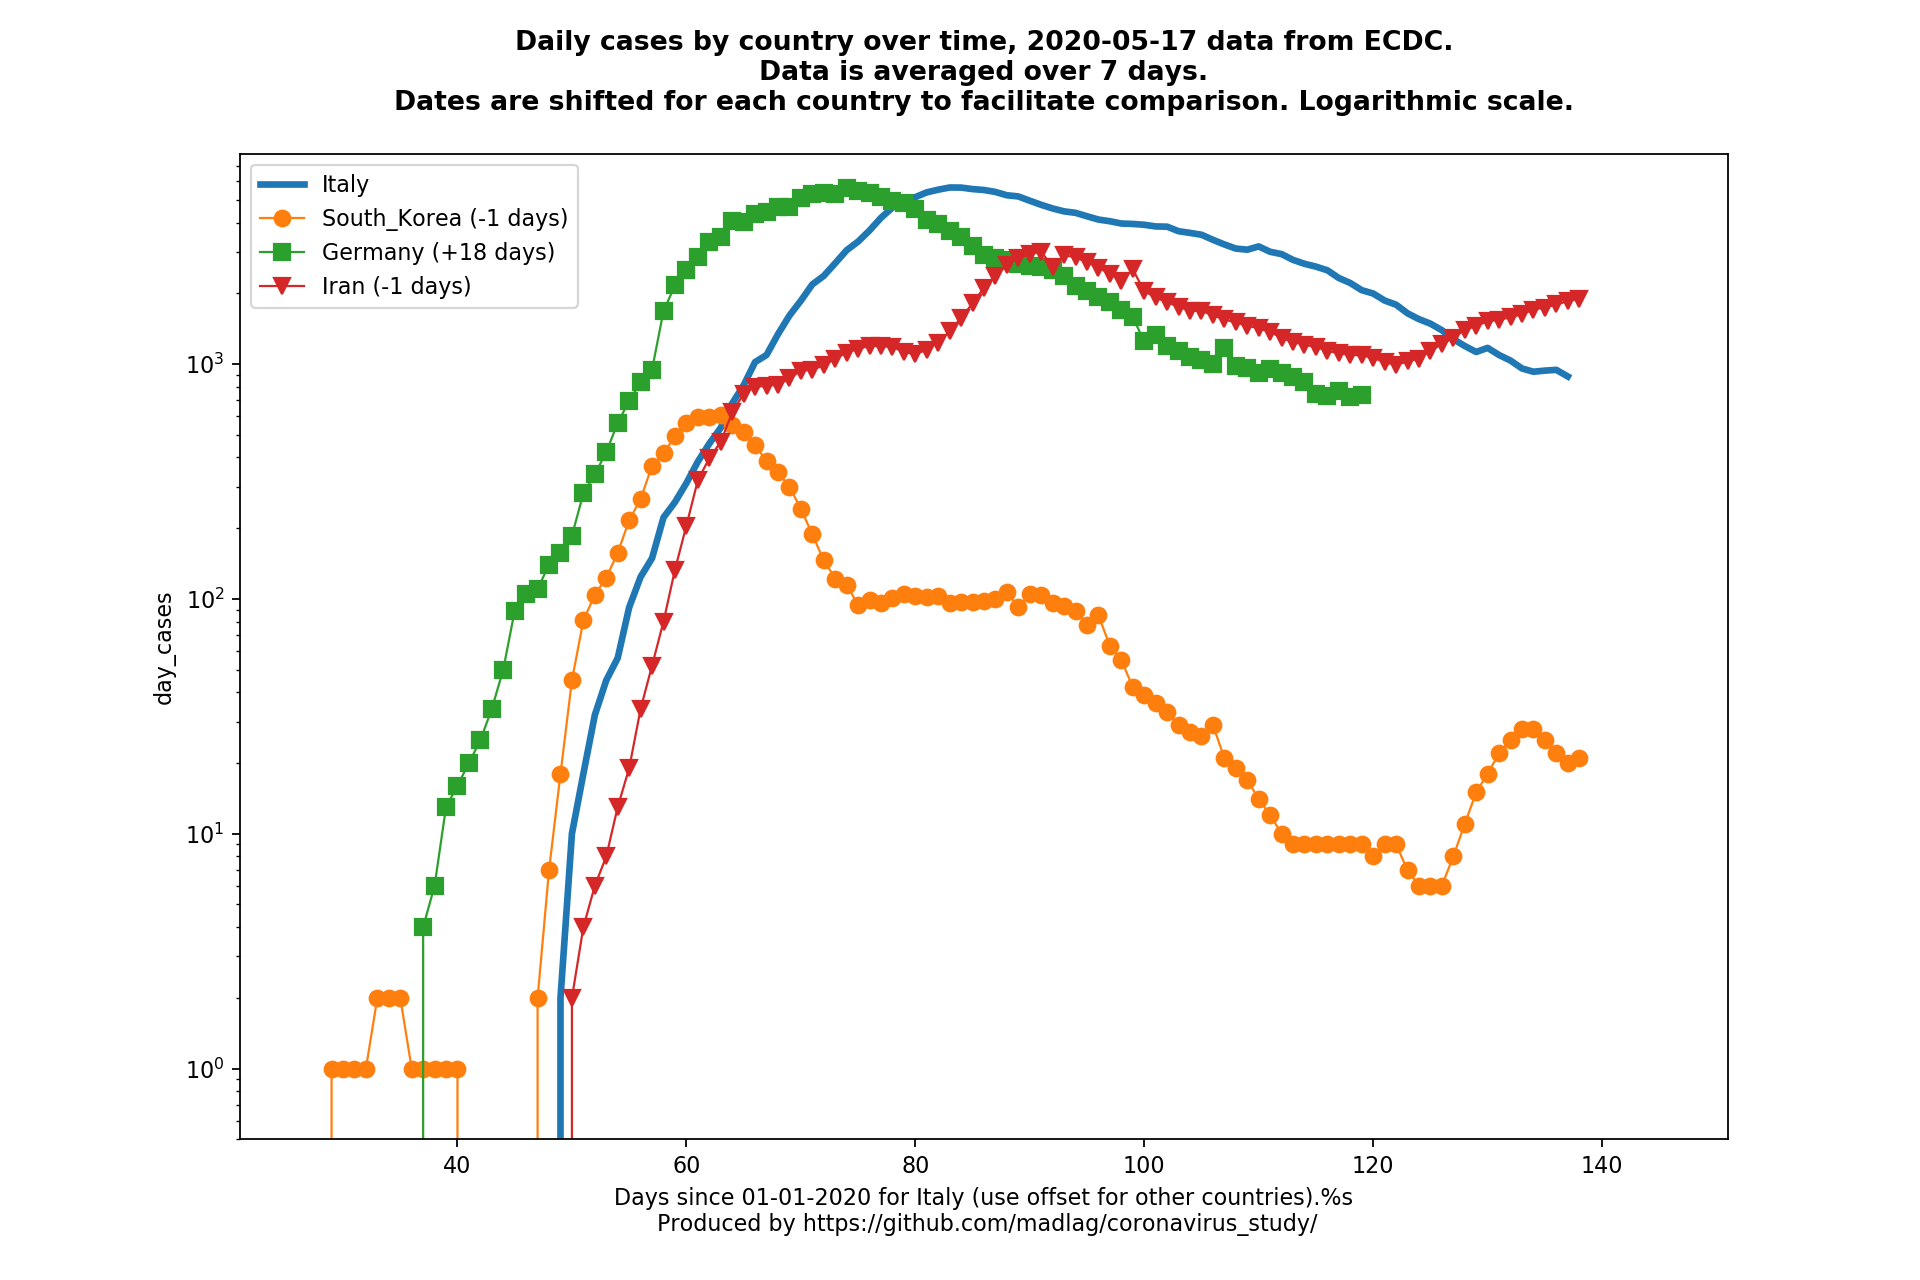 Daily cases by country over time, 2020-05-17 data from ECDC.
Data is averaged over 7 days.
Dates are shifted for each country to facilitate comparison. Logarithmic scale.
Italy
South_Korea (-1 days)
Germany (+18 days)
Iran (-1 days)
day_cases
10³
10²
10¹
10⁰
40 60 80 100 120 140
Days since 01-01-2020 for Italy (use offset for other countries).%s
Produced by https://github.com/madlag/coronavirus_study/